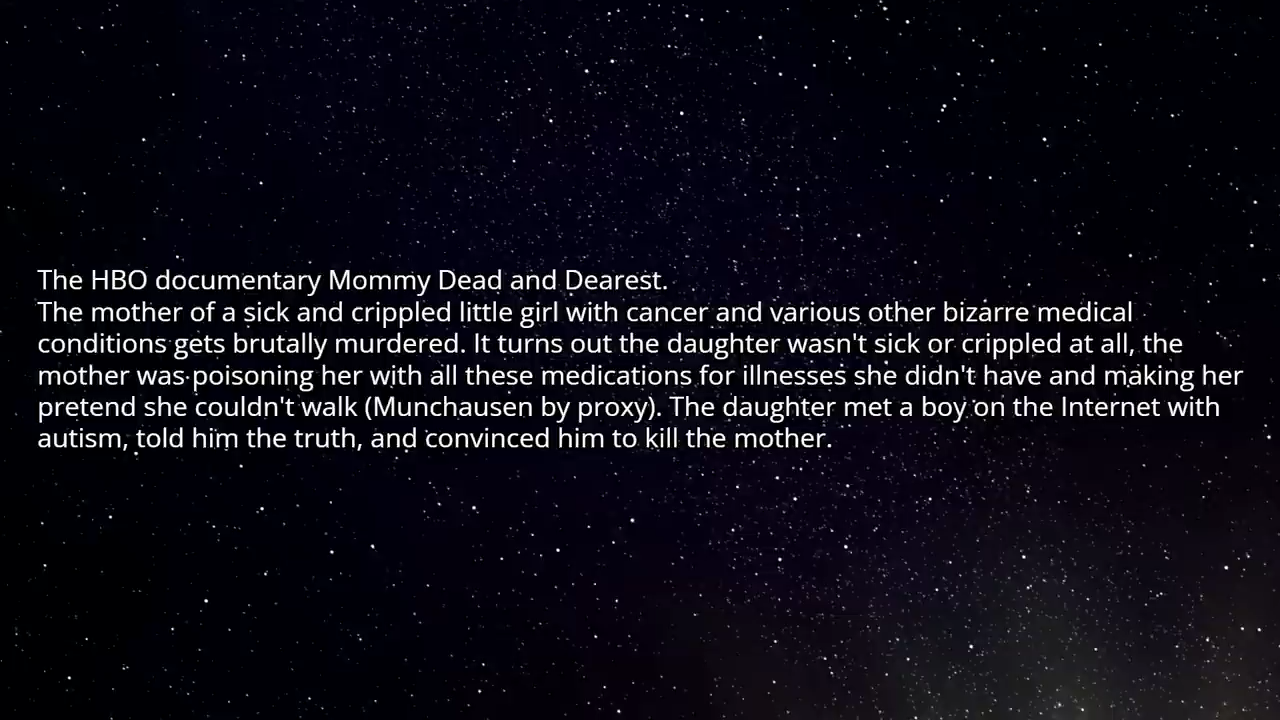 The HBO documentary Mommy Dead and Dearest.
The mother of a sick and crippled little girl with cancer and various other bizarre medical
conditions gets brutally murdered. It turns out the daughter wasn't sick or crippled at all, the
mother was poisoning her with all these medications for illnesses she didn't have and making her
pretend she couldn't walk (Munchausen by proxy). The daughter met a boy on the Internet with
autism, told him the truth, and convinced him to kill the mother.